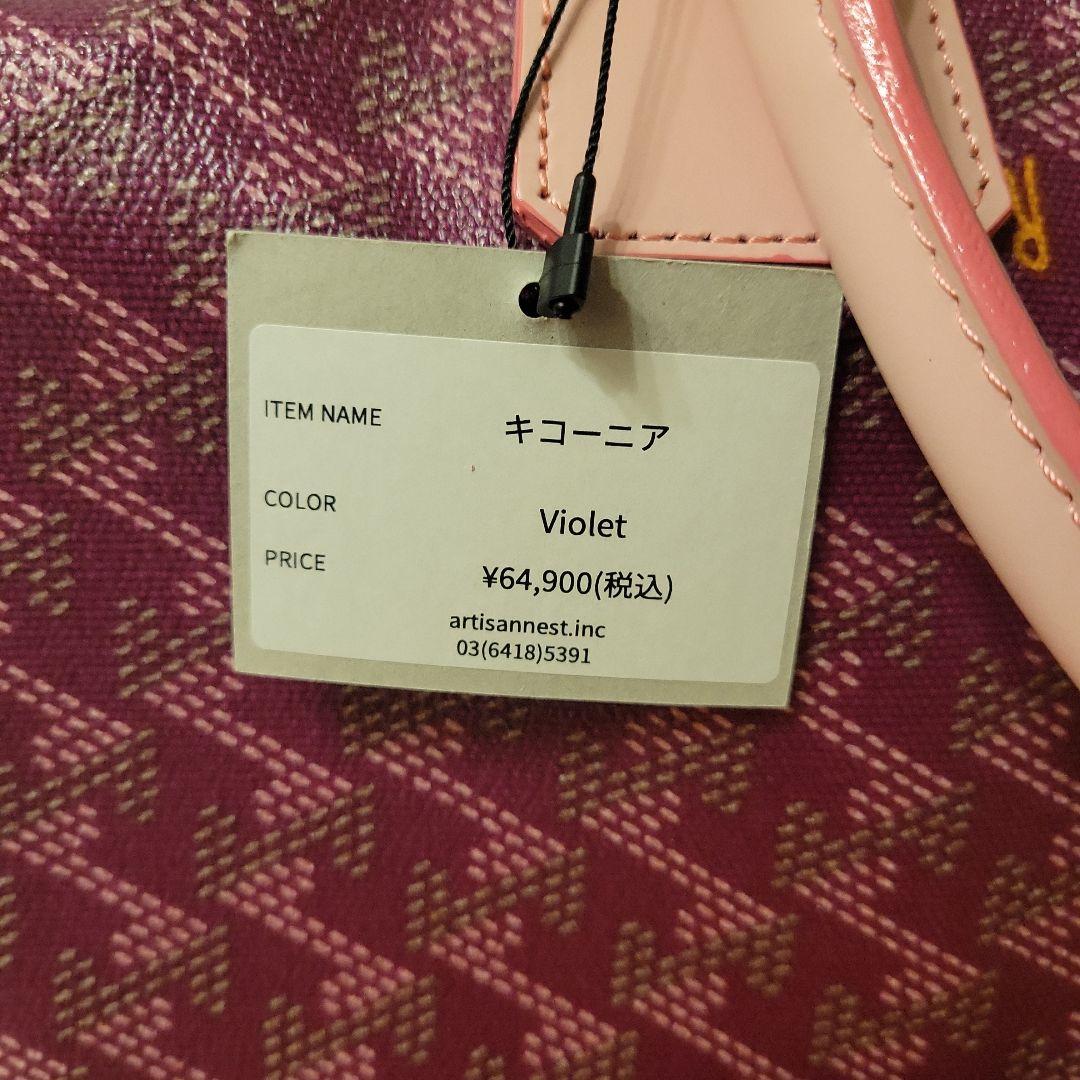 ITEM NAME キコーニア
COLOR Violet
PRICE ¥64,900(税込)
artisannest.inc
03(6418)5391